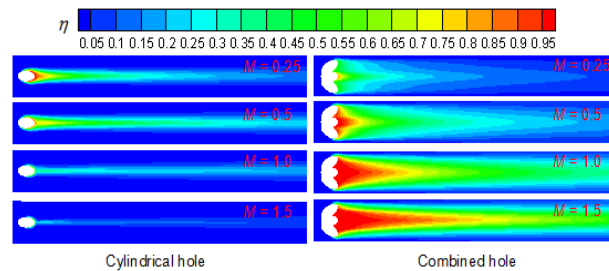 η
0.05 0.1 0.2 0.25 0.3 0.35 0.4 0.45 0.5 0.55 0.6 0.65 0.7 0.75 0.8 0.85 0.9 0.95
M = 0.25
M = 0.25
M = 0.5
M = 0.5
M = 1.0
M = 1.0
M = 1.5
M = 1.5
Cylindrical hole
Combined hole